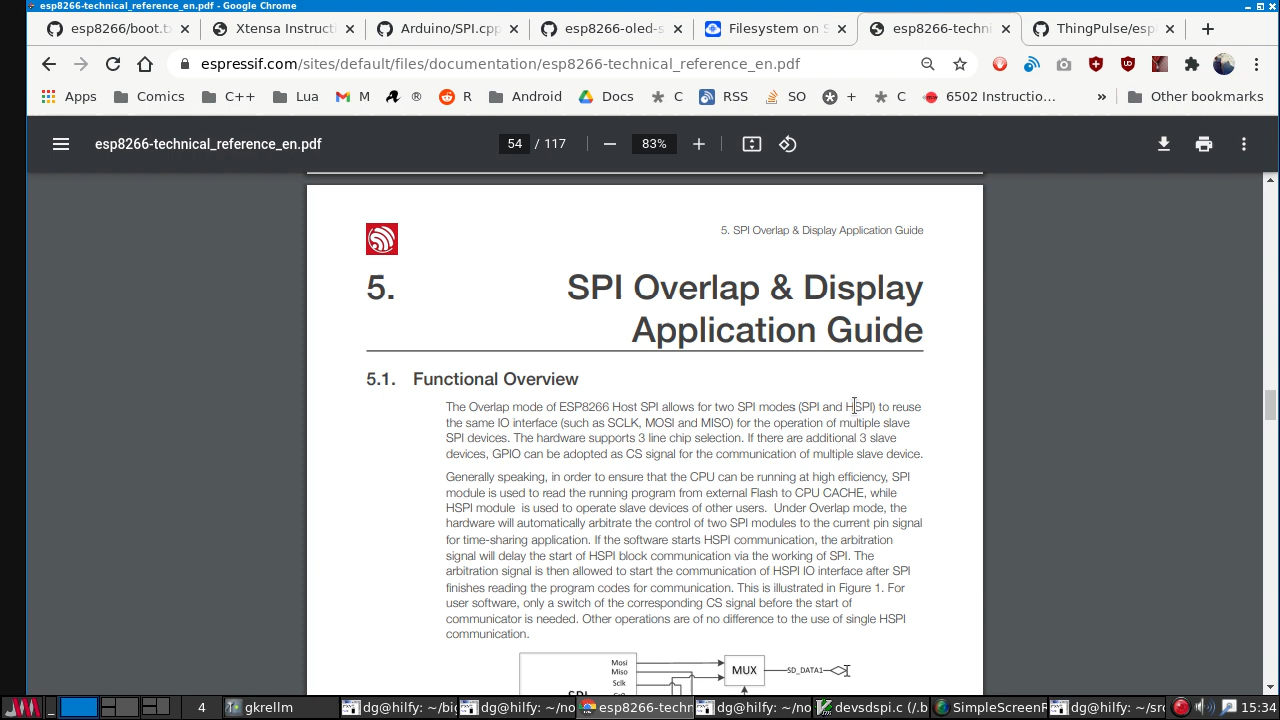 esp8266-technical_reference_en.pdf - Google Chrome
esp8266/boot.tx
Xtensa Instructi
Arduino/SPI.cpp
esp8266-oled-s
Filesystem on S
esp8266-techni
ThingPulse/esp
espressif.com/sites/default/files/documentation/esp8266-technical_reference_en.pdf
Apps Comics C++ Lua M ® R Android Docs C RSS SO + C 6502 Instructio... » Other bookmarks
esp8266-technical_reference_en.pdf
54 / 117
83%
5. SPI Overlap & Display Application Guide
5. SPI Overlap & Display
Application Guide
5.1. Functional Overview
The Overlap mode of ESP8266 Host SPI allows for two SPI modes (SPI and HSPI) to reuse
the same IO interface (such as SCLK, MOSI and MISO) for the operation of multiple slave
SPI devices. The hardware supports 3 line chip selection. If there are additional 3 slave
devices, GPIO can be adopted as CS signal for the communication of multiple slave device.
Generally speaking, in order to ensure that the CPU can be running at high efficiency, SPI
module is used to read the running program from external Flash to CPU CACHE, while
HSPI module is used to operate slave devices of other users. Under Overlap mode, the
hardware will automatically arbitrate the control of two SPI modules to the current pin signal
for time-sharing application. If the software starts HSPI communication, the arbitration
signal will delay the start of HSPI block communication via the working of SPI. The
arbitration signal is then allowed to start the communication of HSPI IO interface after SPI
finishes reading the program codes for communication. This is illustrated in Figure 1. For
user software, only a switch of the corresponding CS signal before the start of
communicator is needed. Other operations are of no difference to the use of single HSPI
communication.
Mosi
Miso
Sclk
MUX
SD_DATA1
4
gkrellm
dg@hilfy: ~/bi
dg@hilfy: ~/no
esp8266-techn
dg@hilfy: ~/no
devsdspi.c (/.b
SimpleScreenR
dg@hilfy: ~/src
15:34